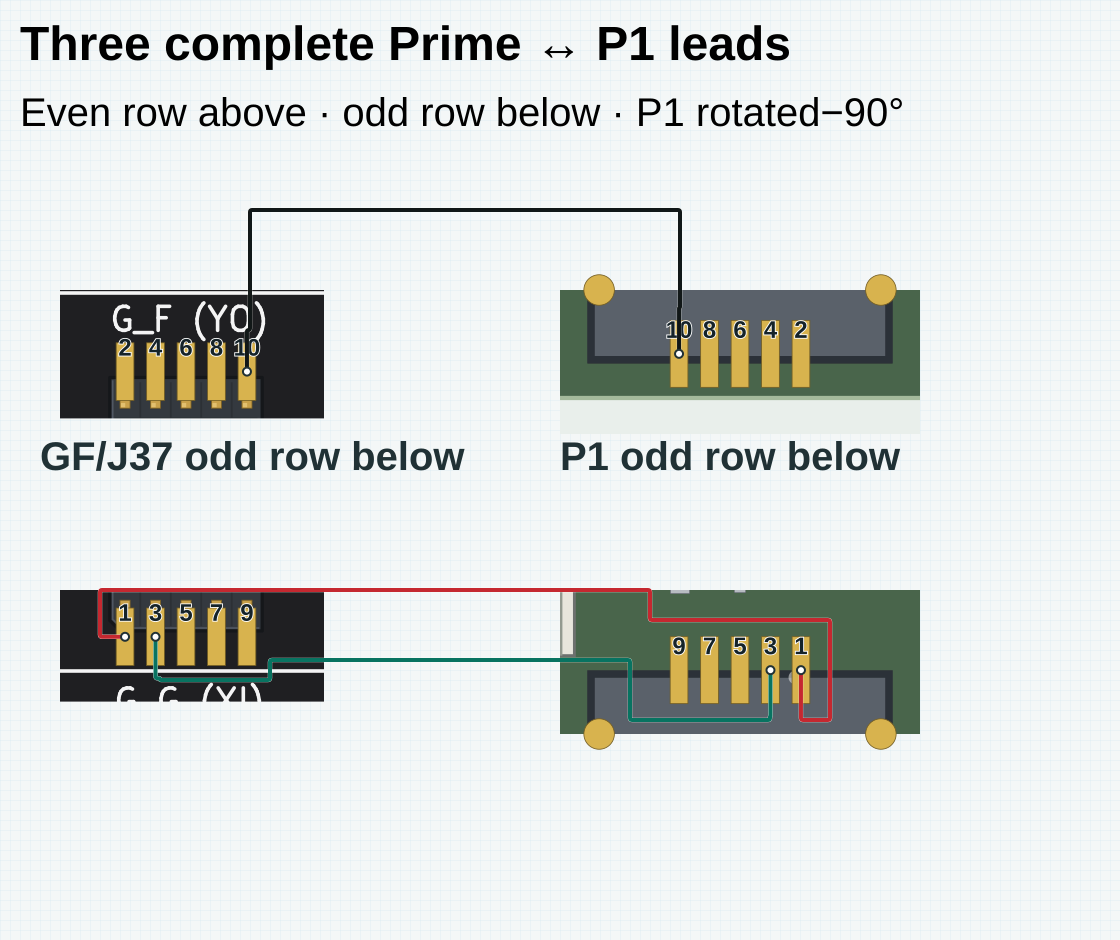 Three complete Prime ↔ P1 leads
Even row above · odd row below · P1 rotated−90°
G_F (YO)
2 4 6 8 10
10 8 6 4 2
GF/J37 odd row below
P1 odd row below
1 3 5 7 9
9 7 5 3 1